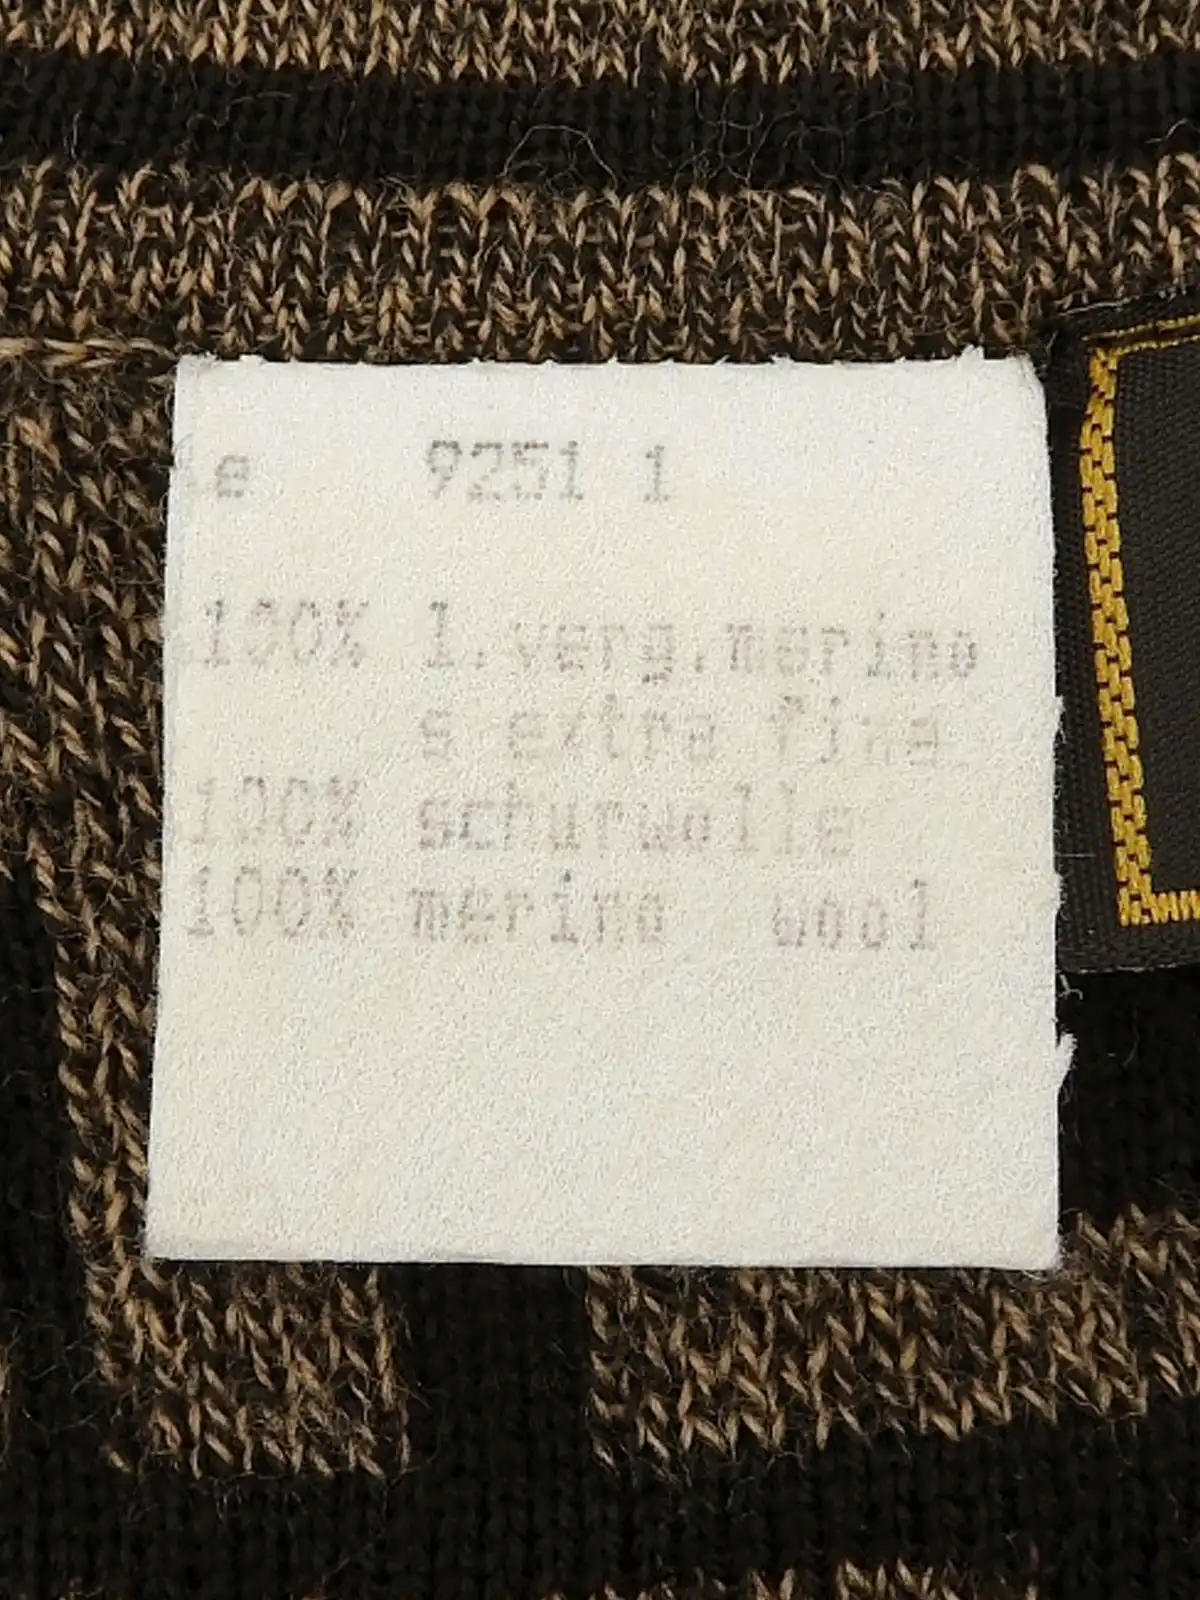 e 9251 1
100% l.verg.merino
s extra fine
100% schurwolle
100% merino wool